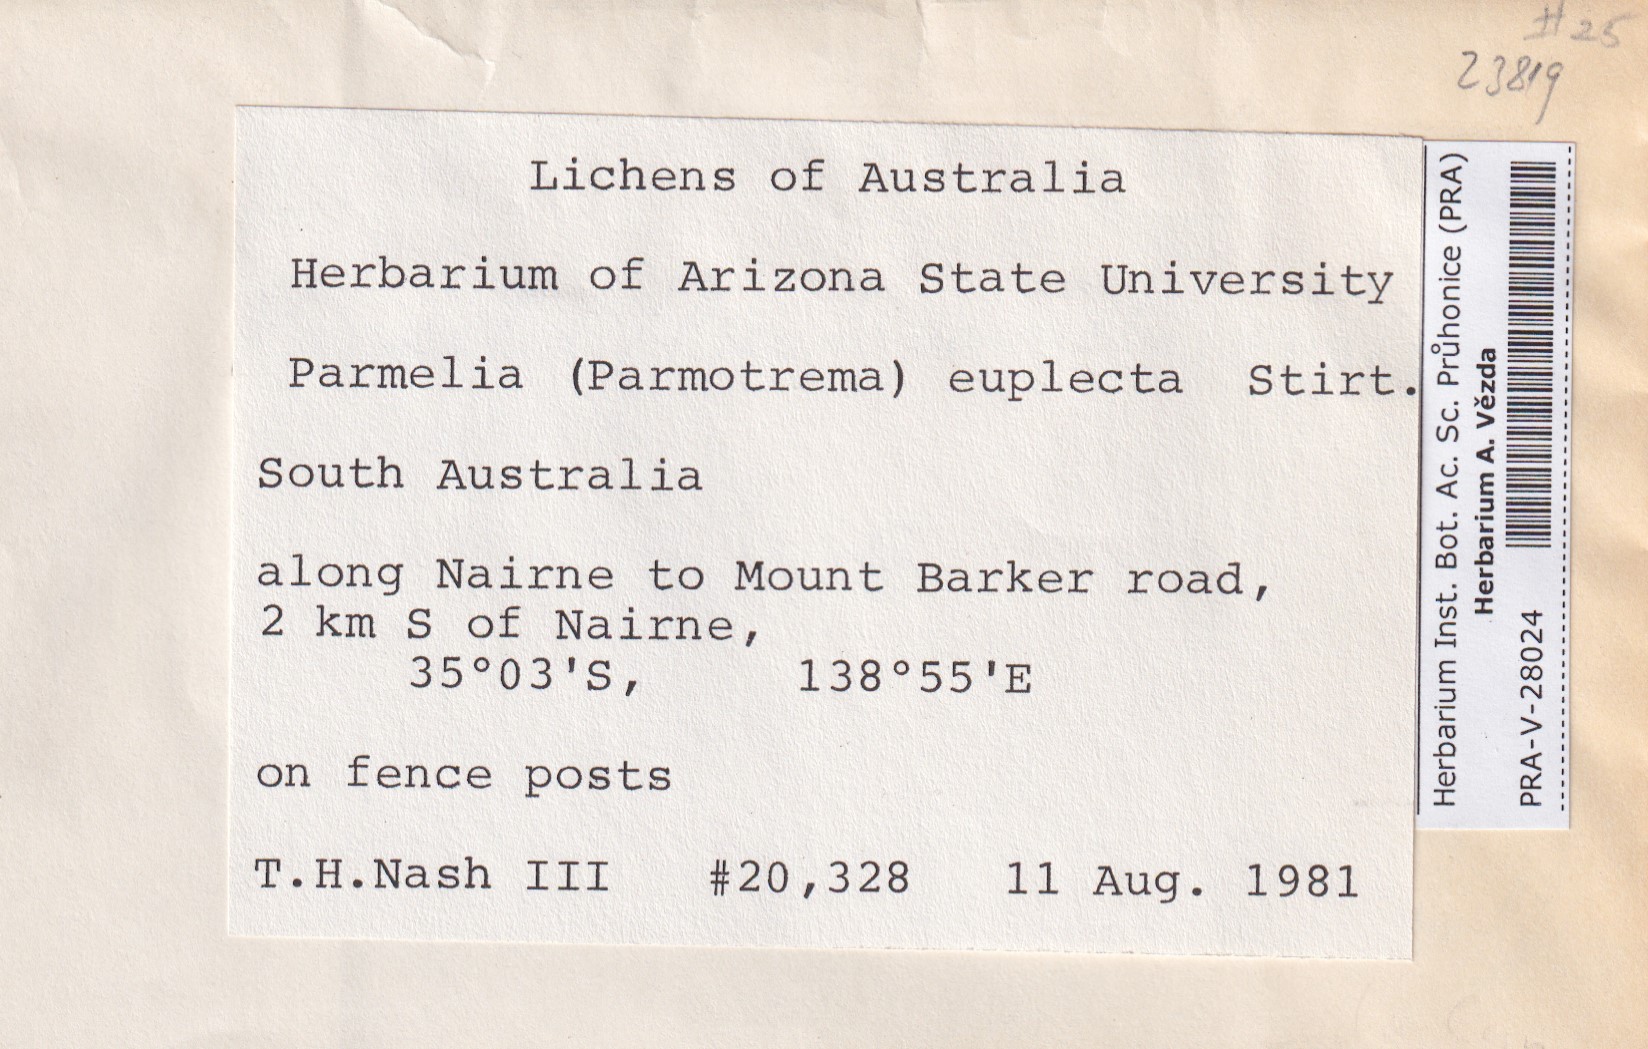 #25
23819
Lichens of Australia
Herbarium of Arizona State University
Parmelia (Parmotrema) euplecta Stirt.
South Australia
along Nairne to Mount Barker road,
2 km S of Nairne,
35°03'S, 138°55'E
on fence posts
T.H.Nash III #20,328 11 Aug. 1981
Herbarium Inst. Bot. Ac. Sc. Průhonice (PRA)
Herbarium A. Vězda
PRA-V-28024